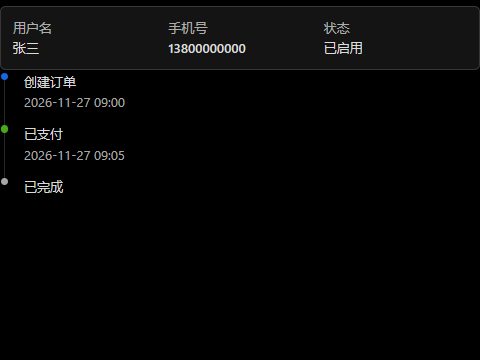 用户名 手机号 状态
张三 13800000000 已启用
创建订单
2026-11-27 09:00
已支付
2026-11-27 09:05
已完成